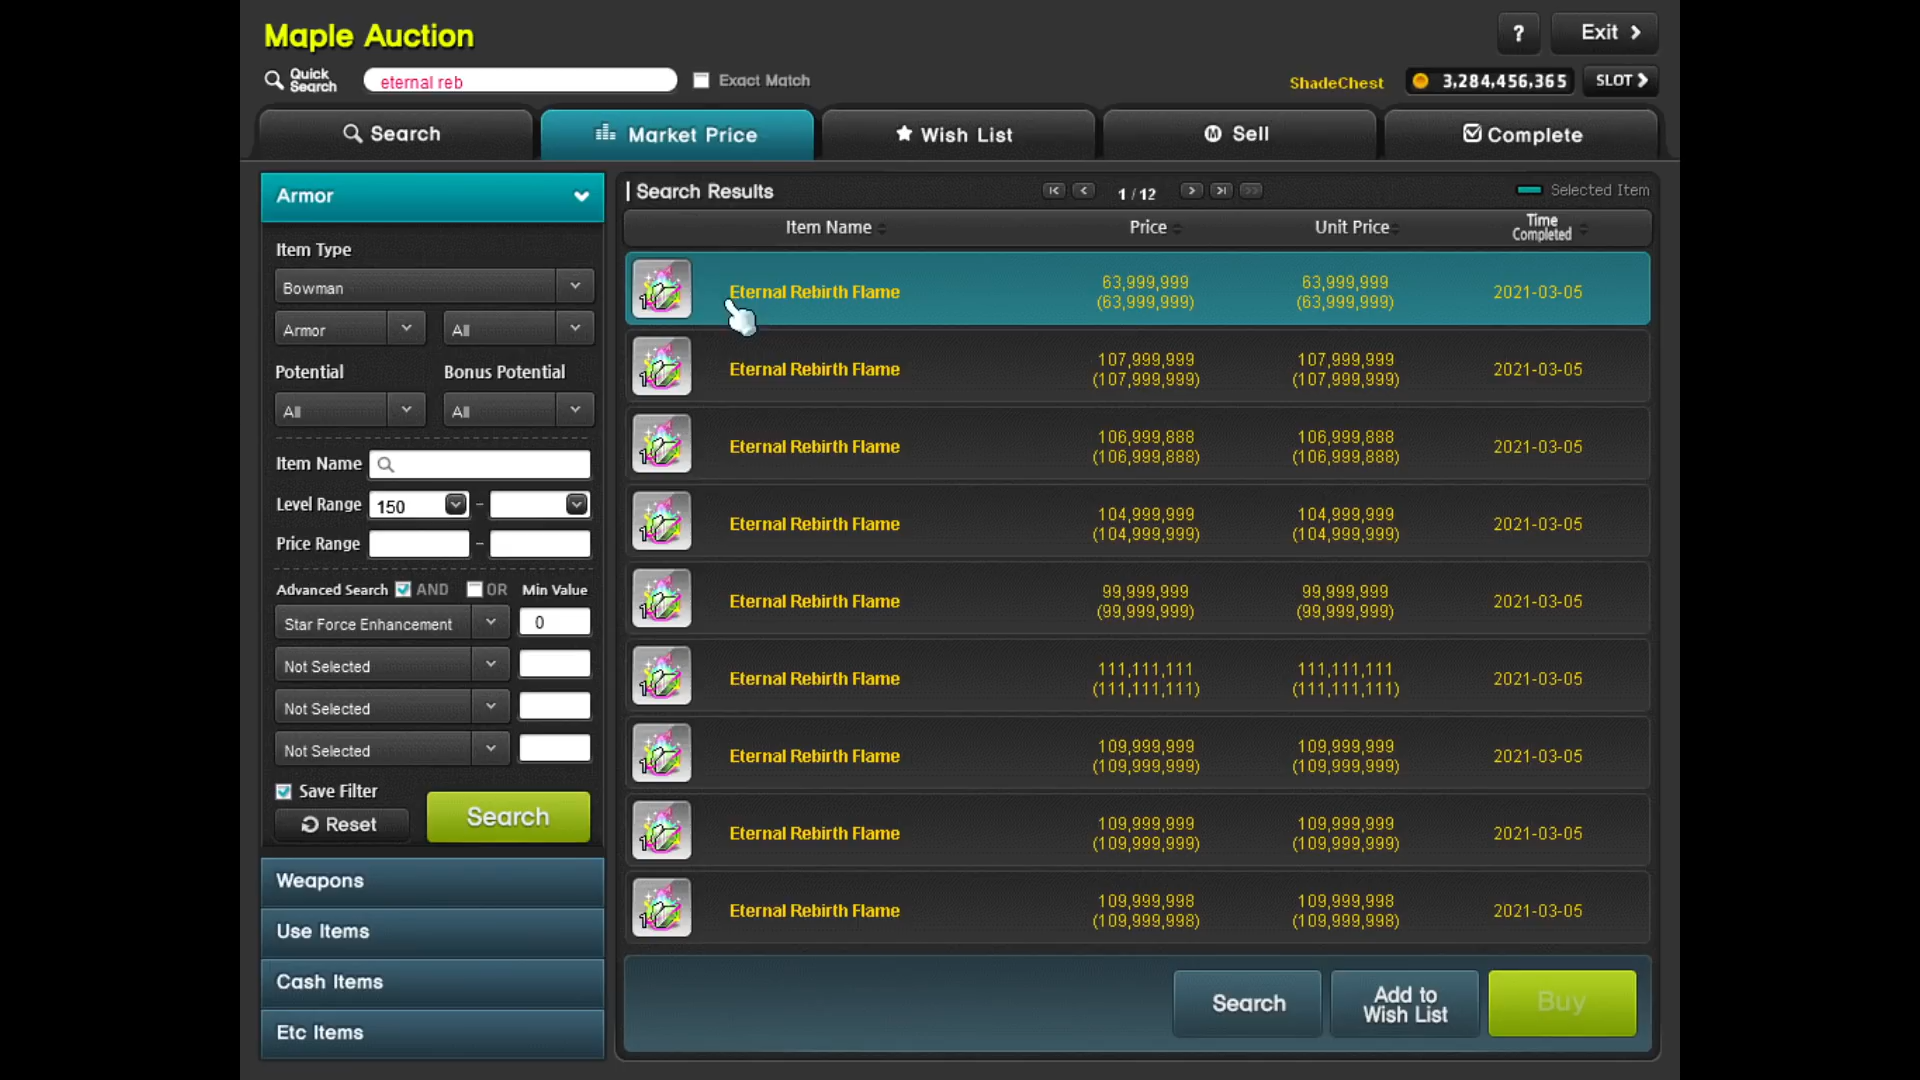 Maple Auction
? Exit
Quick Search eternal reb Exact Match ShadeChest 3,284,456,365 SLOT
Search Market Price Wish List Sell Complete
Armor
Item Type
Bowman
Armor All
Potential Bonus Potential
All All
Item Name
Level Range 150 -
Price Range -
Advanced Search AND OR Min Value
Star Force Enhancement 0
Not Selected
Not Selected
Not Selected
Save Filter
Reset Search
Weapons
Use Items
Cash Items
Etc Items
Search Results 1 / 12 Selected Item
Item Name Price Unit Price Time Completed
1 Eternal Rebirth Flame 63,999,999 63,999,999 2021-03-05
(63,999,999) (63,999,999)
1 Eternal Rebirth Flame 107,999,999 107,999,999 2021-03-05
(107,999,999) (107,999,999)
1 Eternal Rebirth Flame 106,999,888 106,999,888 2021-03-05
(106,999,888) (106,999,888)
1 Eternal Rebirth Flame 104,999,999 104,999,999 2021-03-05
(104,999,999) (104,999,999)
1 Eternal Rebirth Flame 99,999,999 99,999,999 2021-03-05
(99,999,999) (99,999,999)
1 Eternal Rebirth Flame 111,111,111 111,111,111 2021-03-05
(111,111,111) (111,111,111)
1 Eternal Rebirth Flame 109,999,999 109,999,999 2021-03-05
(109,999,999) (109,999,999)
1 Eternal Rebirth Flame 109,999,999 109,999,999 2021-03-05
(109,999,999) (109,999,999)
1 Eternal Rebirth Flame 109,999,998 109,999,998 2021-03-05
(109,999,998) (109,999,998)
Search Add to Wish List Buy